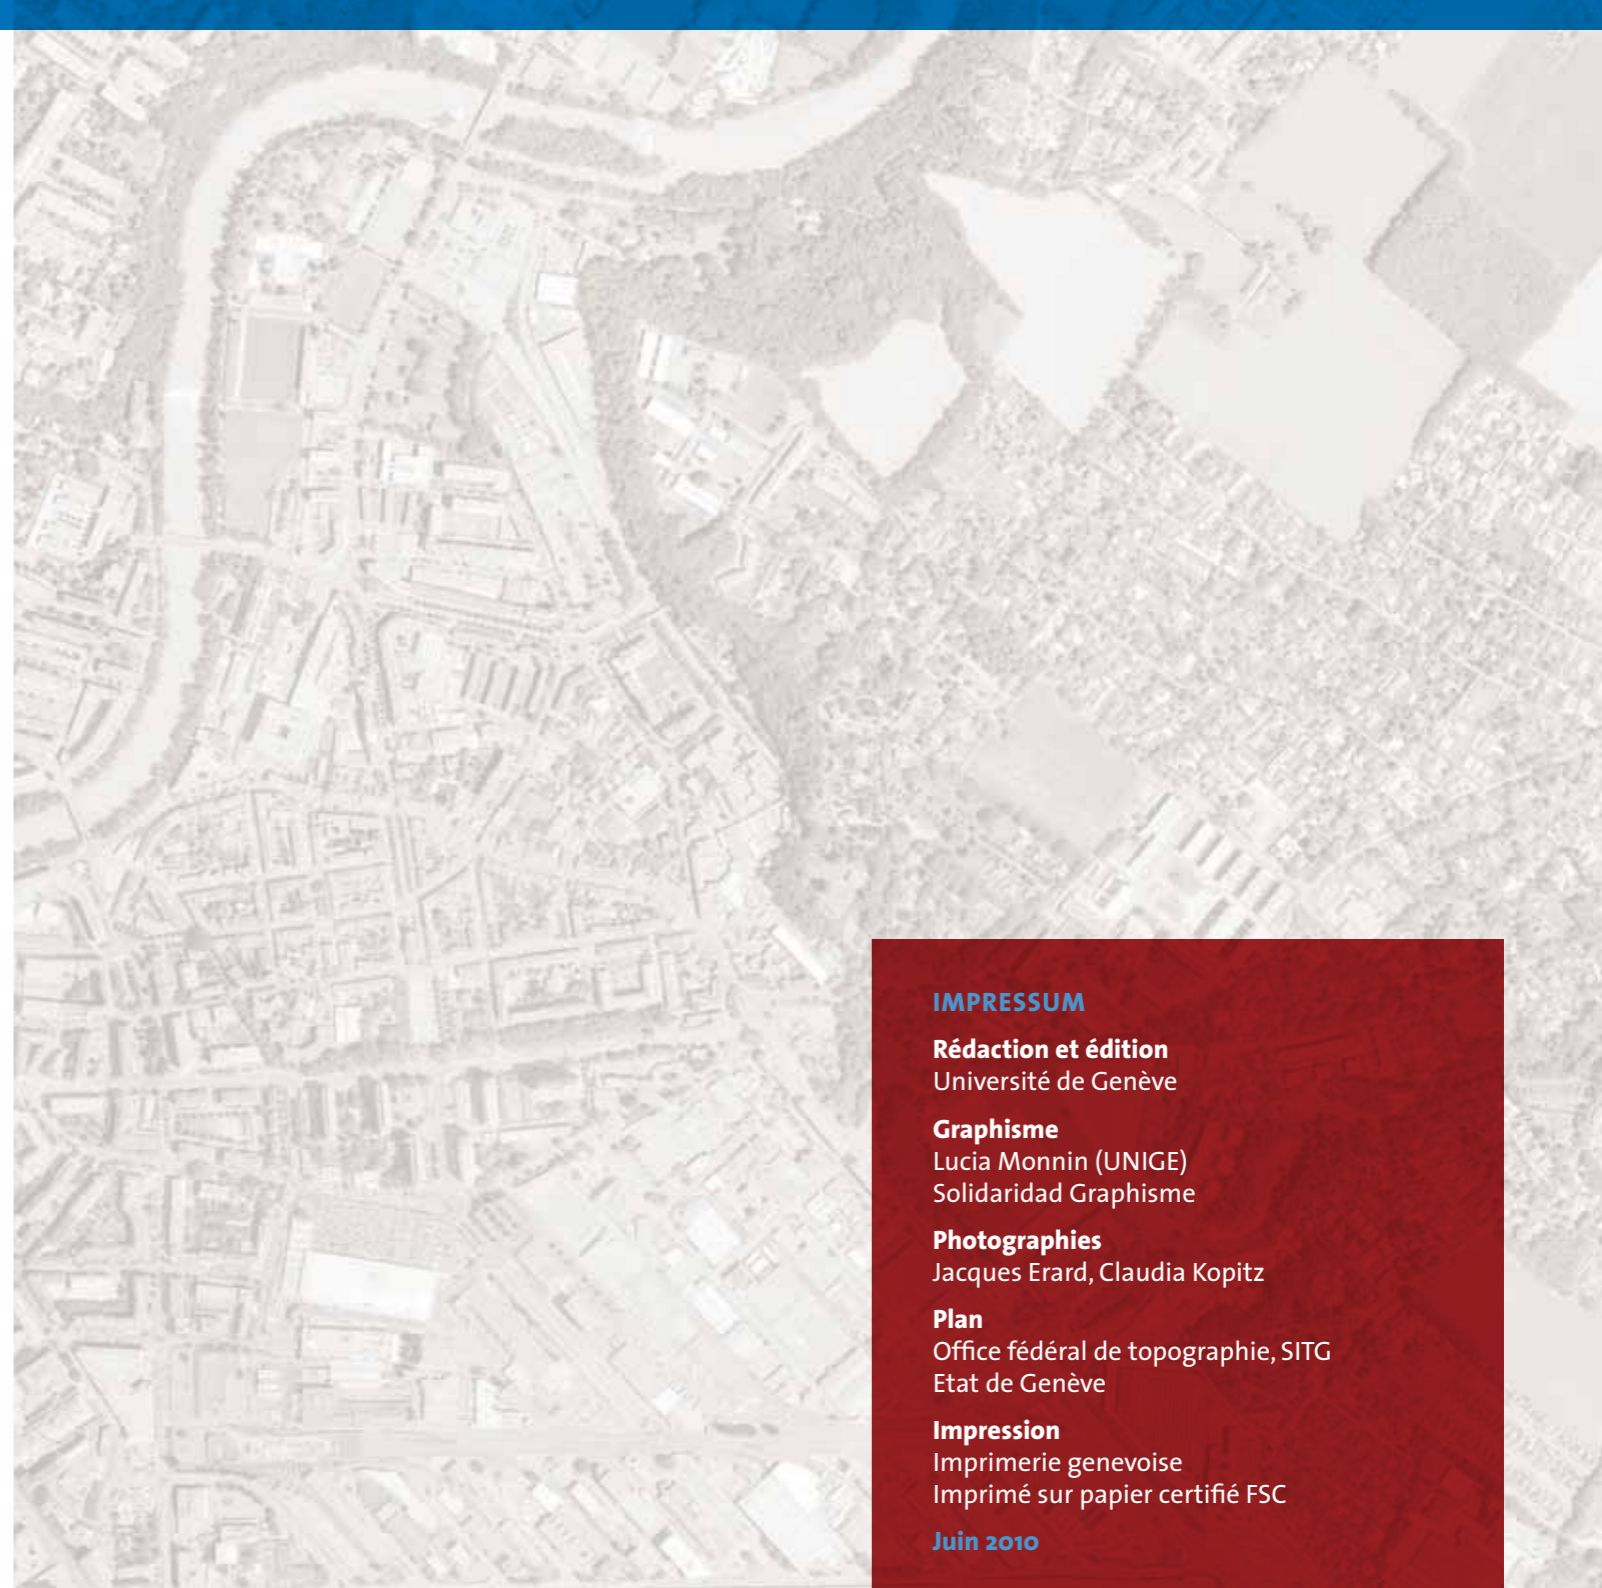 IMPRESSUM
Rédaction et édition
Université de Genève
Graphisme
Lucia Monnin (UNIGE)
Solidaridad Graphisme
Photographies
Jacques Erard, Claudia Kopitz
Plan
Office fédéral de topographie, SITG
Etat de Genève
Impression
Imprimerie genevoise
Imprimé sur papier certifié FSC
Juin 2010